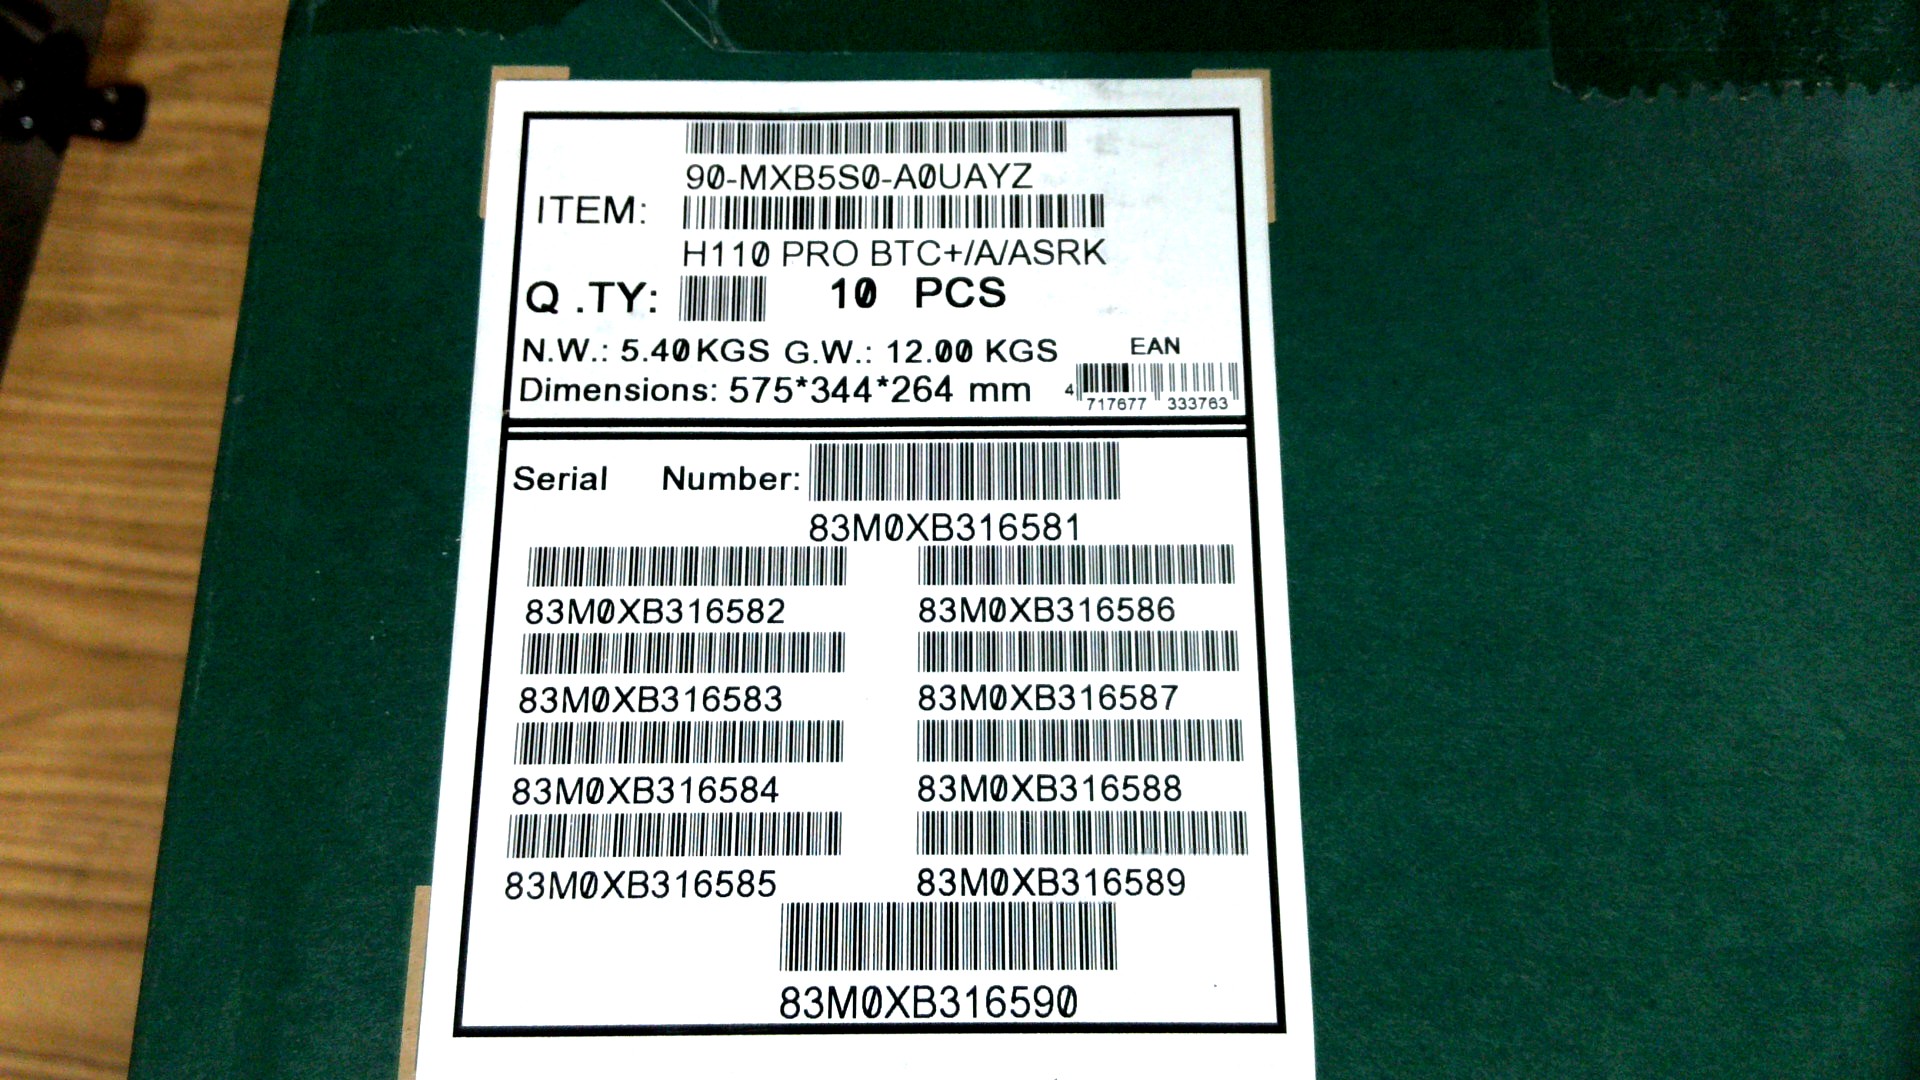 90-MXB5S0-A0UAYZ
ITEM:
H110 PRO BTC+/A/ASRK
Q .TY: 10 PCS
N.W.: 5.40 KGS G.W.: 12.00 KGS
EAN
Dimensions: 575*344*264 mm
4 717677 333763
Serial Number:
83M0XB316581
83M0XB316582 83M0XB316586
83M0XB316583 83M0XB316587
83M0XB316584 83M0XB316588
83M0XB316585 83M0XB316589
83M0XB316590